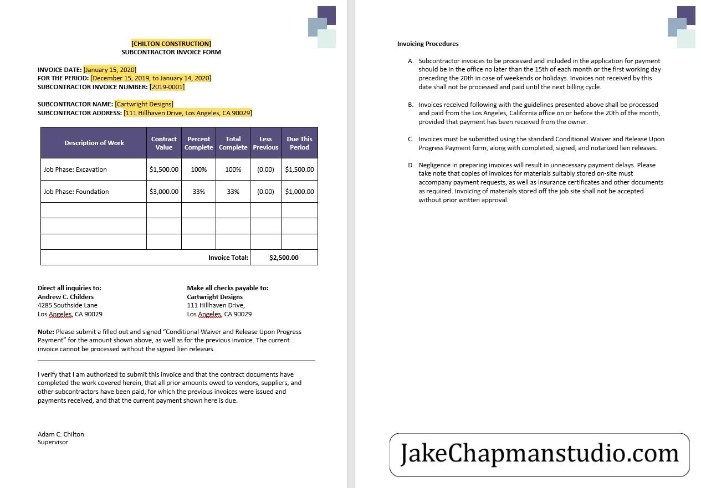 [CHILTON CONSTRUCTION]
SUBCONTRACTOR INVOICE FORM
INVOICE DATE: [January 15, 2020]
FOR THE PERIOD: [December 15, 2019, to January 14, 2020]
SUBCONTRACTOR INVOICE NUMBER: [2019-0001]
SUBCONTRACTOR NAME: [Cartwright Designs]
SUBCONTRACTOR ADDRESS: [111 Hillhaven Drive, Los Angeles, CA 90029]
Description of Work | Contract Value | Percent Complete | Total Complete | Less Previous | Due This Period
Job Phase: Excavation | $1,500.00 | 100% | 100% | (0.00) | $1,500.00
Job Phase: Foundation | $3,000.00 | 33% | 33% | (0.00) | $1,000.00
Invoice Total: $2,500.00
Direct all inquiries to:
Andrew C. Childers
4285 Southside Lane
Los Angeles, CA 90029
Make all checks payable to:
Cartwright Designs
111 Hillhaven Drive,
Los Angeles, CA 90029
Note: Please submit a filled out and signed "Conditional Waiver and Release Upon Progress
Payment" for the amount shown above, as well as for the previous invoice. The current
invoice cannot be processed without the signed lien releases.
I verify that I am authorized to submit this invoice and that the contract documents have
completed the work covered herein, that all prior amounts owed to vendors, suppliers, and
other subcontractors have been paid, for which the previous invoices were issued and
payments received, and that the current payment shown here is due.
Adam C. Chilton
Supervisor
Invoicing Procedures
A. Subcontractor invoices to be processed and included in the application for payment
should be in the office no later than the 15th of each month or the first working day
preceding the 20th in case of weekends or holidays. Invoices not received by this
date shall not be processed and paid until the next billing cycle.
B. Invoices received following with the guidelines presented above shall be processed
and paid from the Los Angeles, California office on or before the 20th of the month,
provided that payment has been received from the owner.
C. Invoices must be submitted using the standard Conditional Waiver and Release Upon
Progress Payment form, along with completed, signed, and notarized lien releases.
D. Negligence in preparing invoices will result in unnecessary payment delays. Please
take note that copies of invoices for materials suitably stored on-site must
accompany payment requests, as well as insurance certificates and other documents
as required. Invoicing of materials stored off the job site shall not be accepted
without prior written approval.
JakeChapmanstudio.com